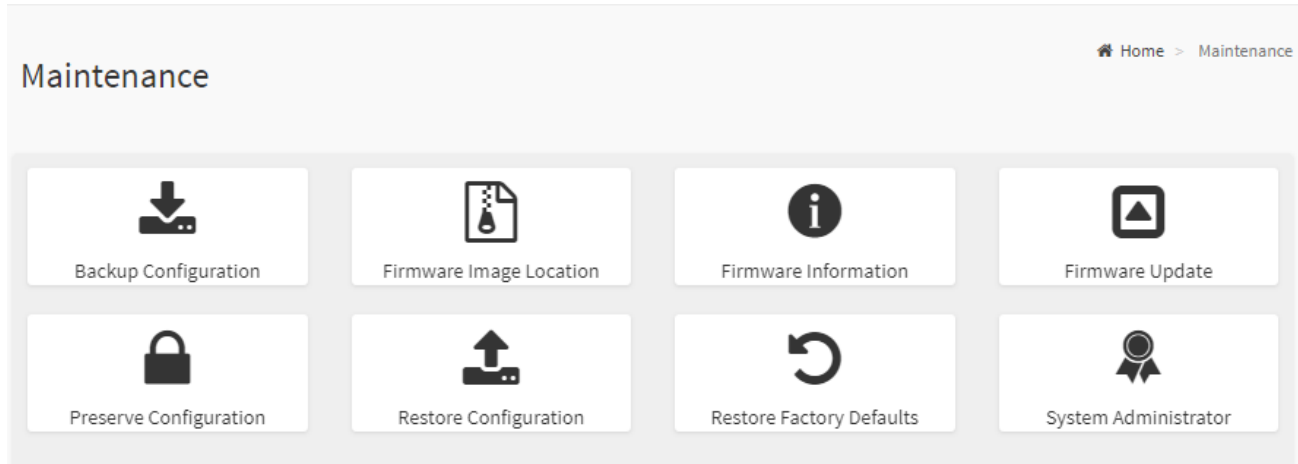 Home > Maintenance
Maintenance
Backup Configuration
Firmware Image Location
Firmware Information
Firmware Update
Preserve Configuration
Restore Configuration
Restore Factory Defaults
System Administrator